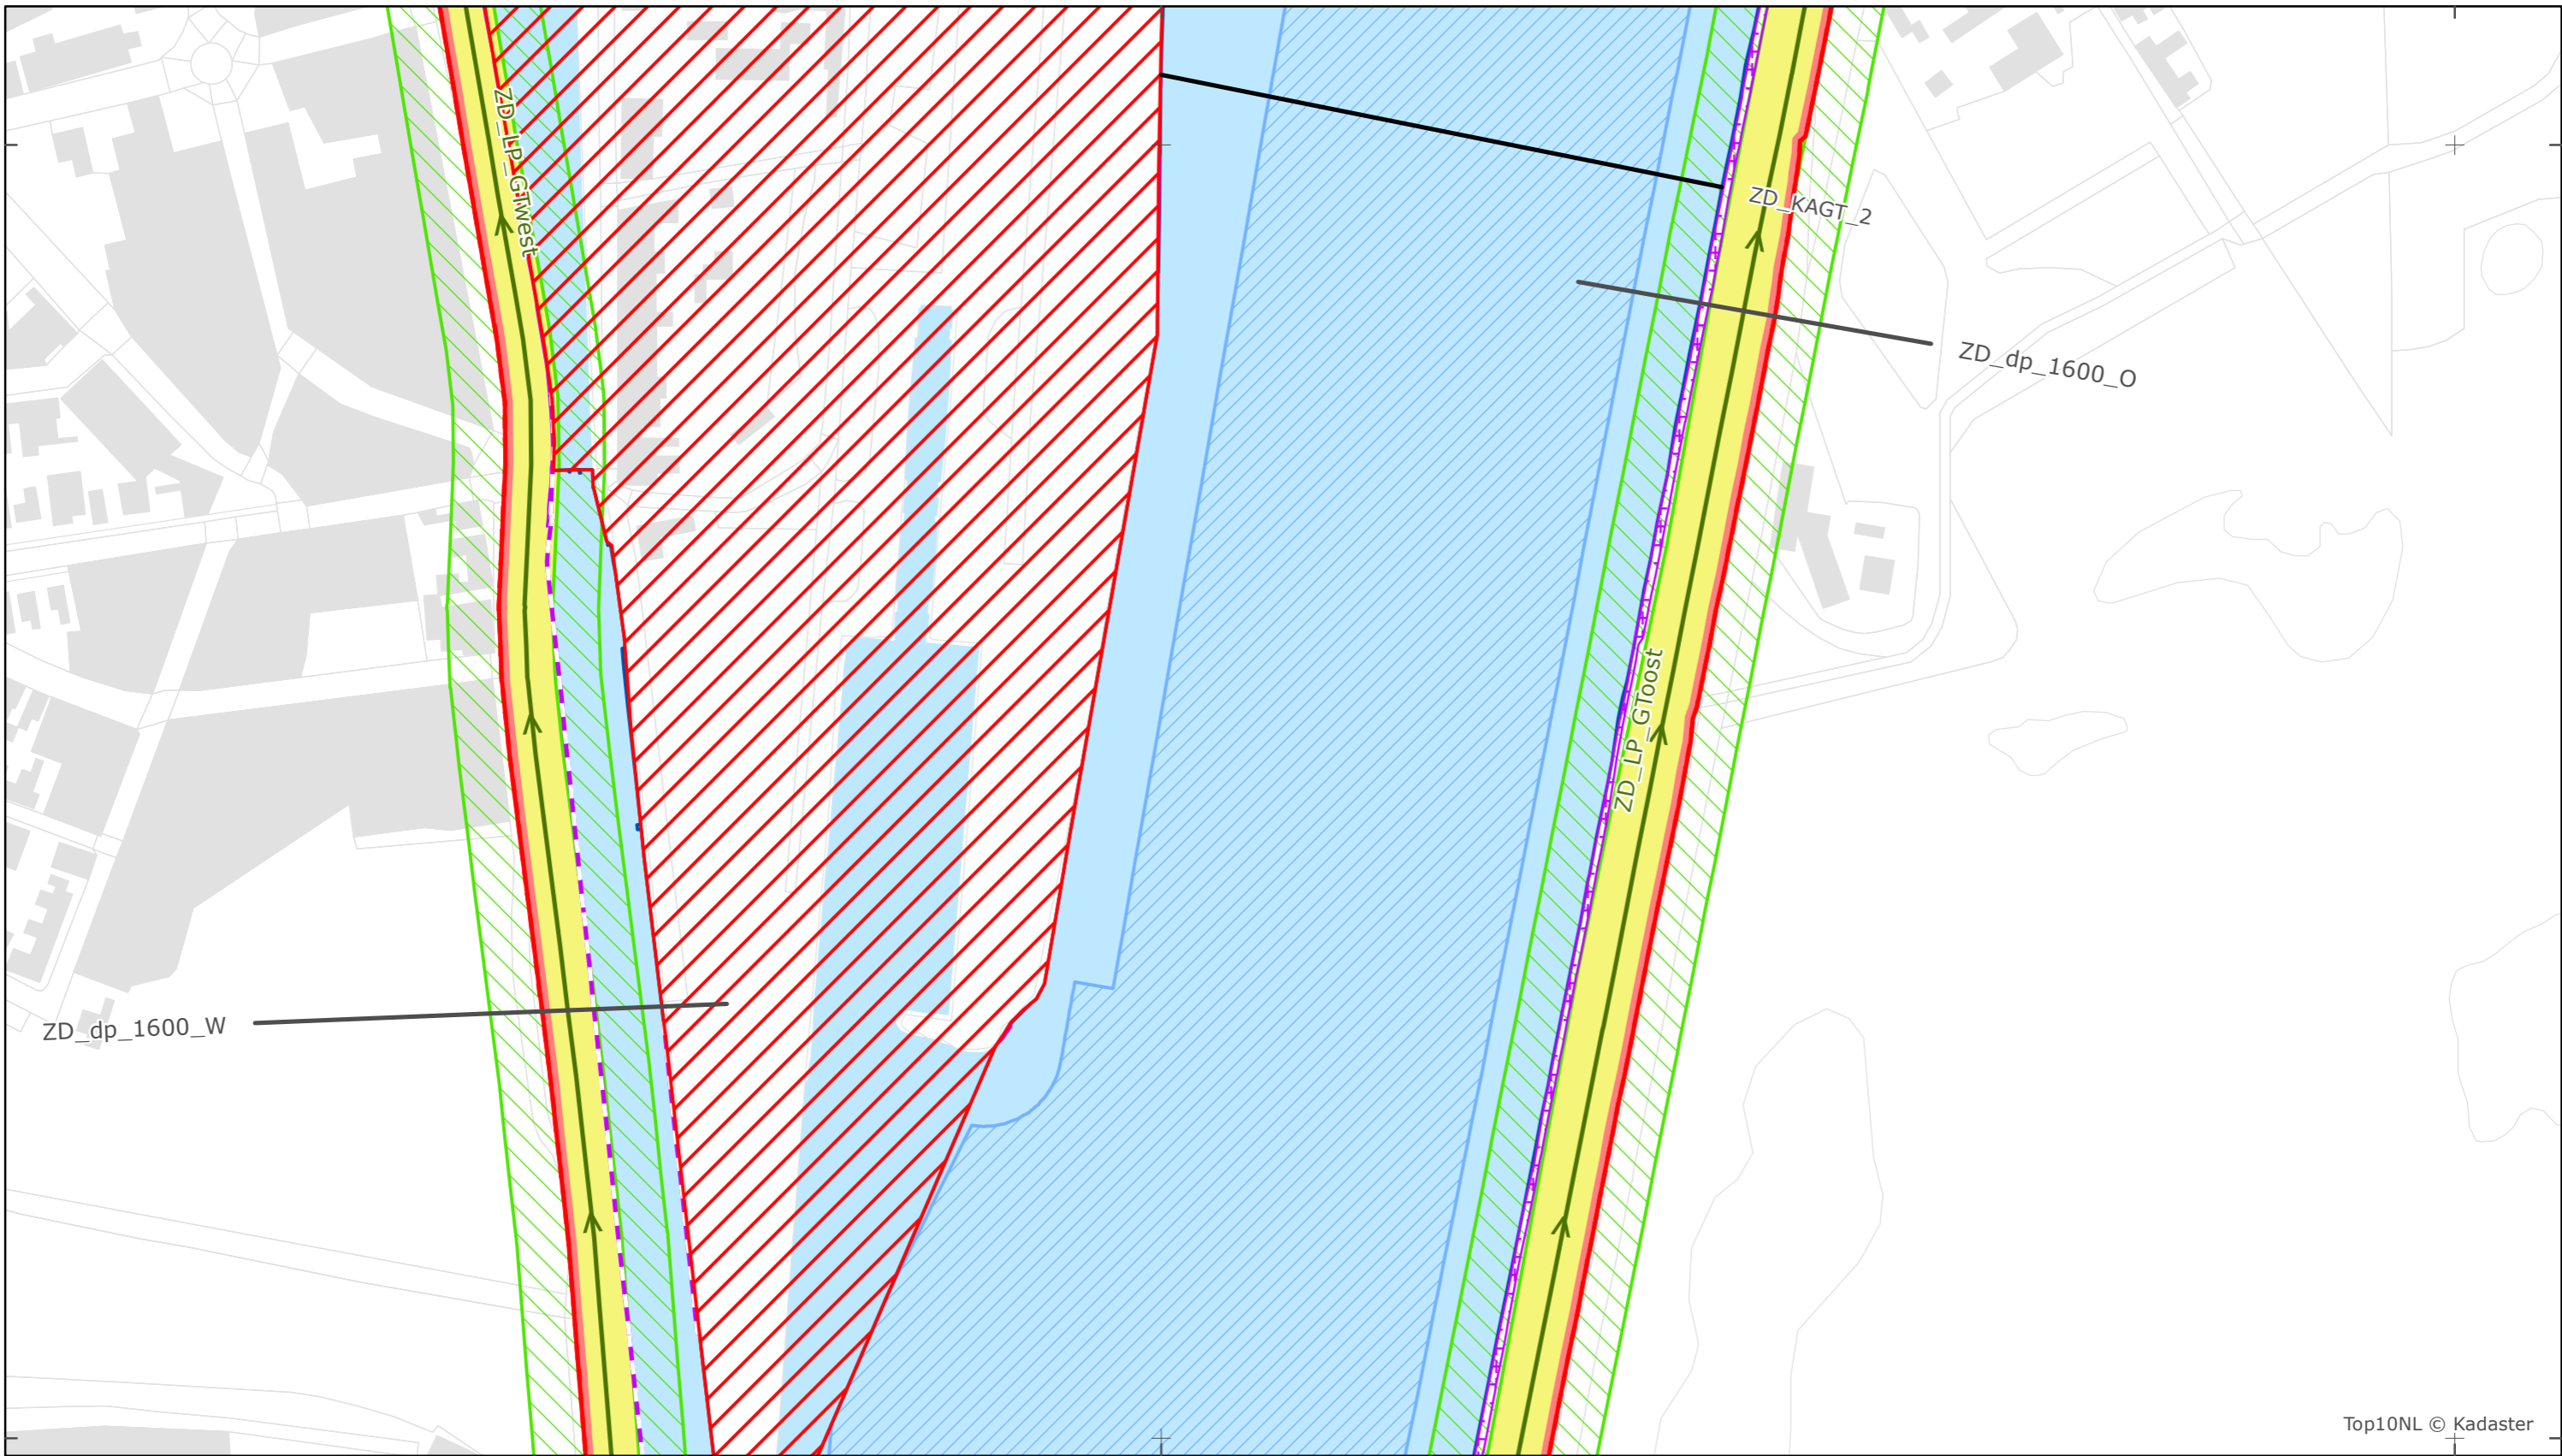 ZD_LP_GTwest
ZD_KAGT_2
ZD_dp_1600_O
ZD_LP_GToost
ZD_dp_1600_W
Top10NL © Kadaster